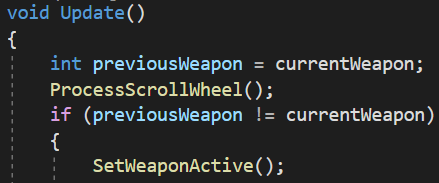 void Update()
{
int previousWeapon = currentWeapon;
ProcessScrollWheel();
if (previousWeapon != currentWeapon)
{
SetWeaponActive();